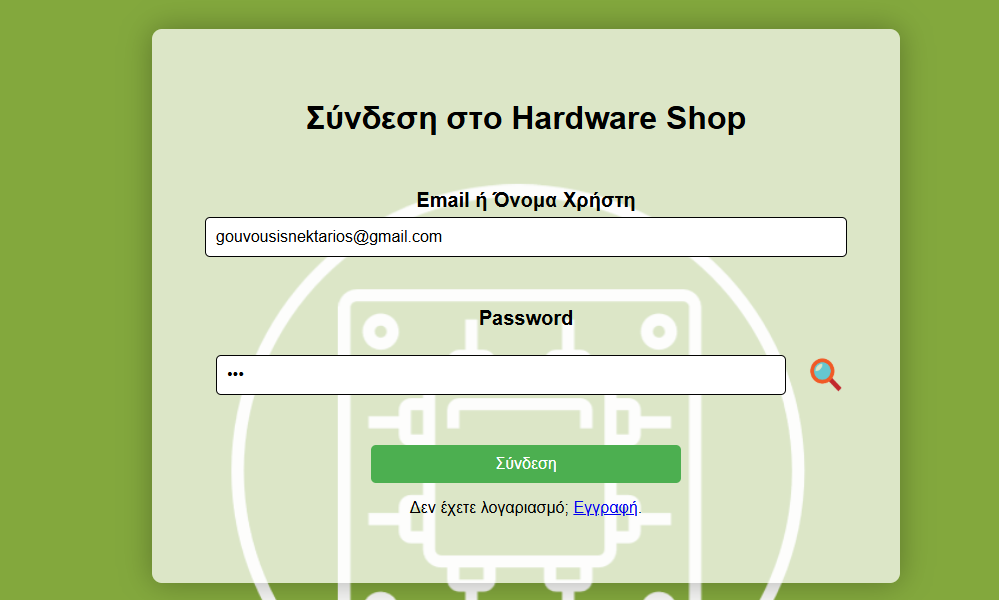 Σύνδεση στο Hardware Shop
Email ή Όνομα Χρήστη
gouvousisnektarios@gmail.com
Password
•••
Σύνδεση
Δεν έχετε λογαριασμό; Εγγραφή.